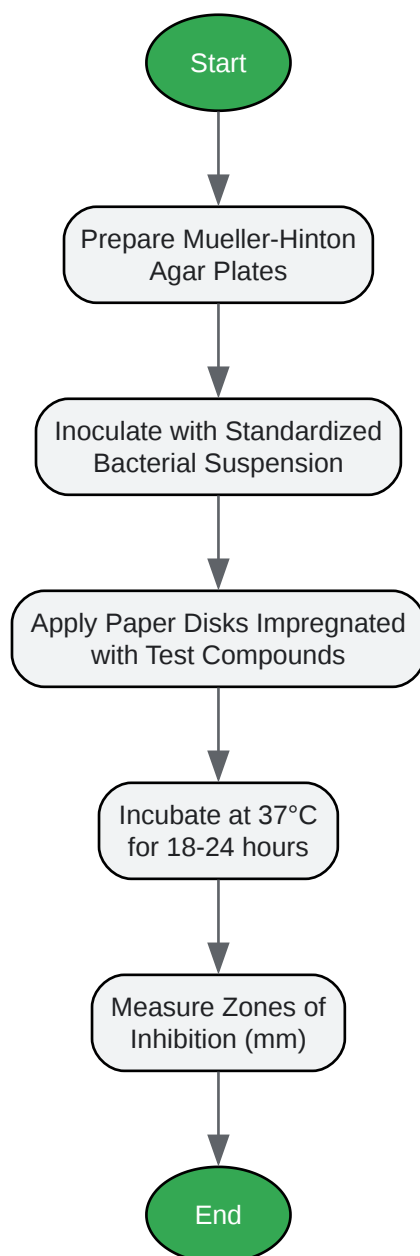 Start
Prepare Mueller-Hinton
Agar Plates
Inoculate with Standardized
Bacterial Suspension
Apply Paper Disks Impregnated
with Test Compounds
Incubate at 37°C
for 18-24 hours
Measure Zones of
Inhibition (mm)
End